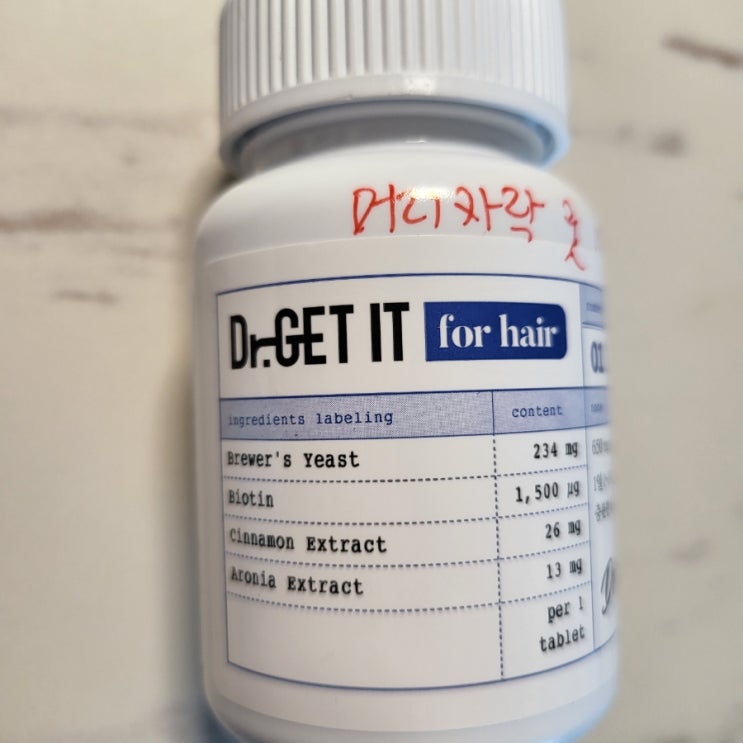 머리카락
Dr.GET IT for hair
ingredients labeling content
Brewer's Yeast 234 mg
Biotin 1,500 μg
Cinnamon Extract 26 mg
Aronia Extract 13 mg
per 1
tablet